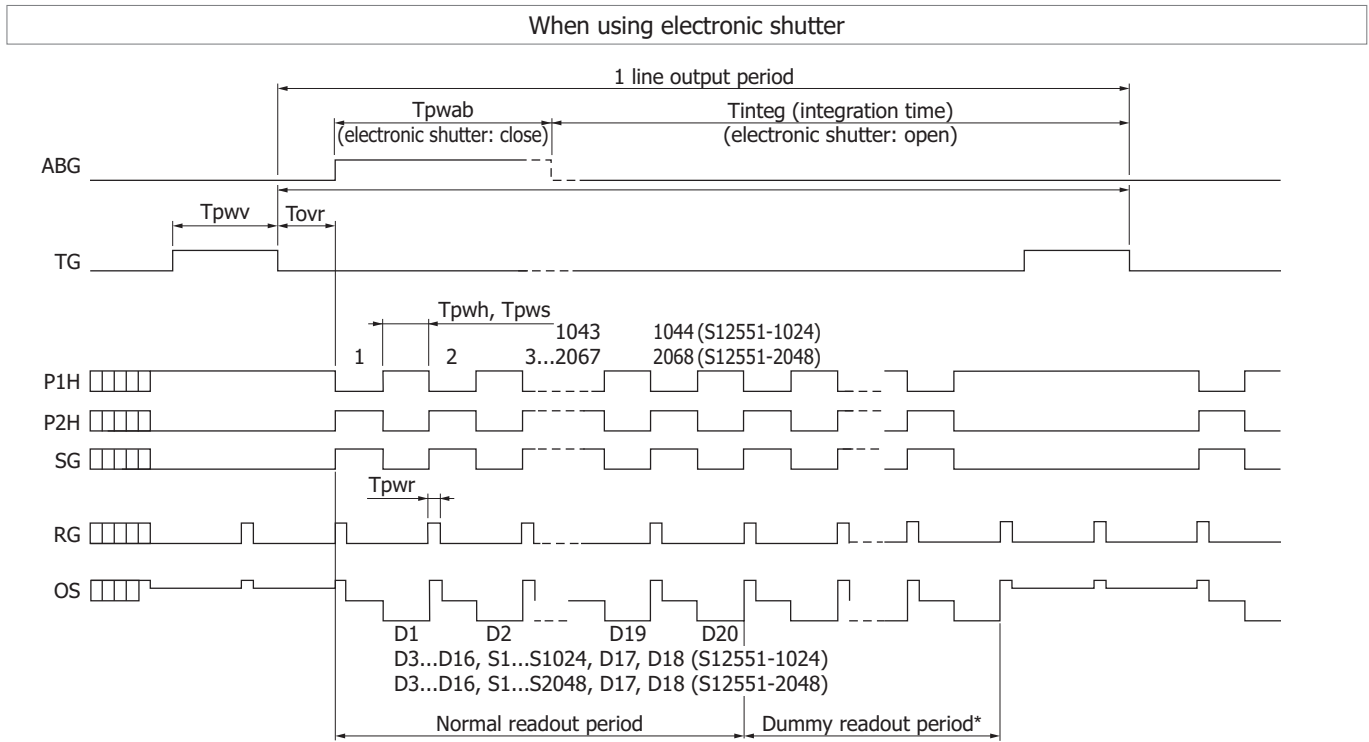 When using electronic shutter
1 line output period
Tpwab
Tinteg (integration time)
(electronic shutter: close)
(electronic shutter: open)
ABG
Tpwv
Tovr
TG
Tpwh, Tpws
1043
1044 (S12551-1024)
1
2
3...2067
2068 (S12551-2048)
P1H
P2H
SG
Tpwr
RG
OS
D1
D2
D19
D20
D3...D16, S1...S1024, D17, D18 (S12551-1024)
D3...D16, S1...S2048, D17, D18 (S12551-2048)
Normal readout period
Dummy readout period*